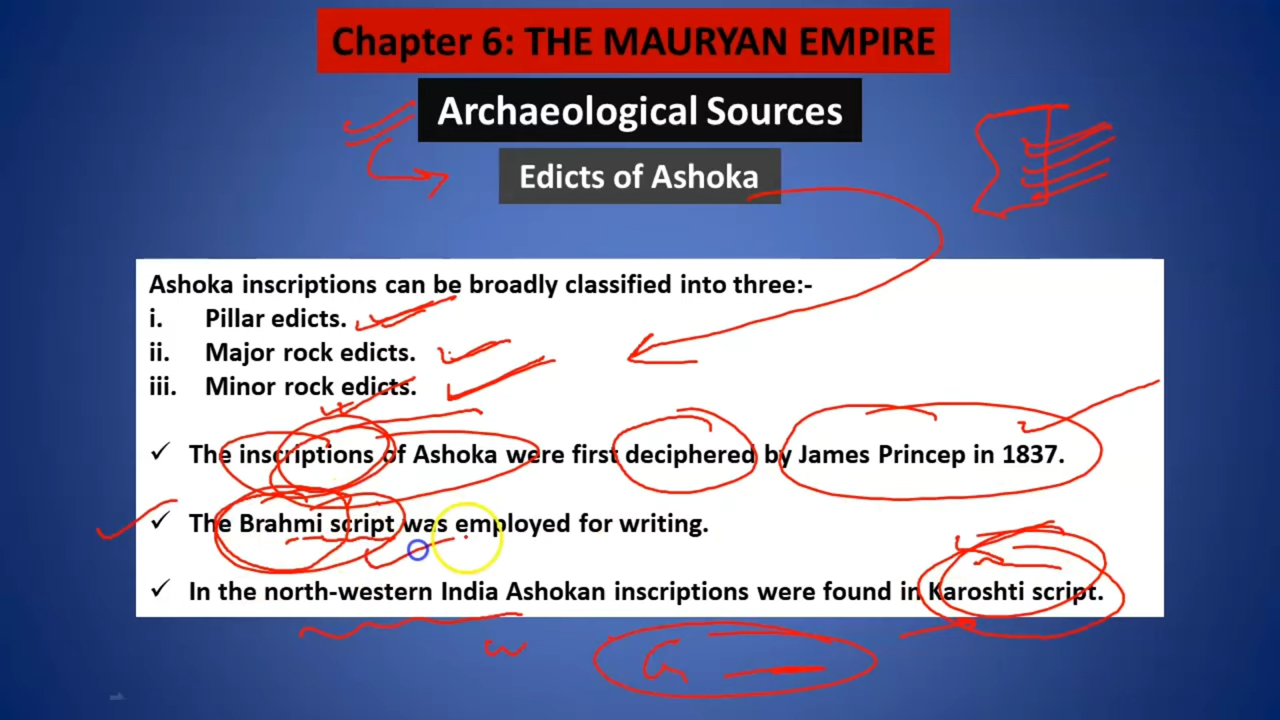 Chapter 6: THE MAURYAN EMPIRE
Archaeological Sources
Edicts of Ashoka
Ashoka inscriptions can be broadly classified into three:-
i. Pillar edicts.
ii. Major rock edicts.
iii. Minor rock edicts.
✓ The inscriptions of Ashoka were first deciphered by James Princep in 1837.
✓ The Brahmi script was employed for writing.
✓ In the north-western India Ashokan inscriptions were found in Karoshti script.